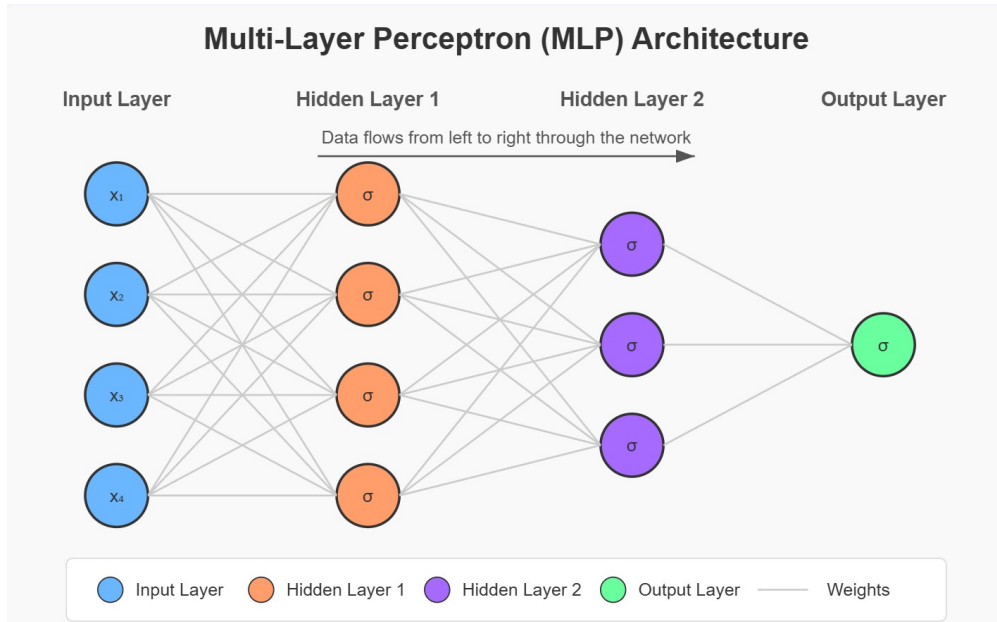 Multi-Layer Perceptron (MLP) Architecture
Input Layer Hidden Layer 1 Hidden Layer 2 Output Layer
Data flows from left to right through the network
x₁ σ
σ
x₂ σ
σ σ
x₃ σ
σ
x₄ σ
Input Layer Hidden Layer 1 Hidden Layer 2 Output Layer Weights